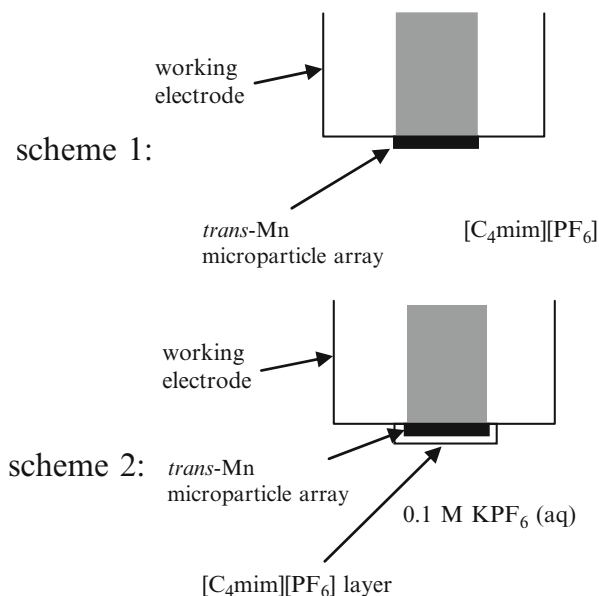 working
electrode
scheme 1:
trans-Mn
microparticle array
[C₄mim][PF₆]
working
electrode
scheme 2:
trans-Mn
microparticle array
0.1 M KPF₆ (aq)
[C₄mim][PF₆] layer